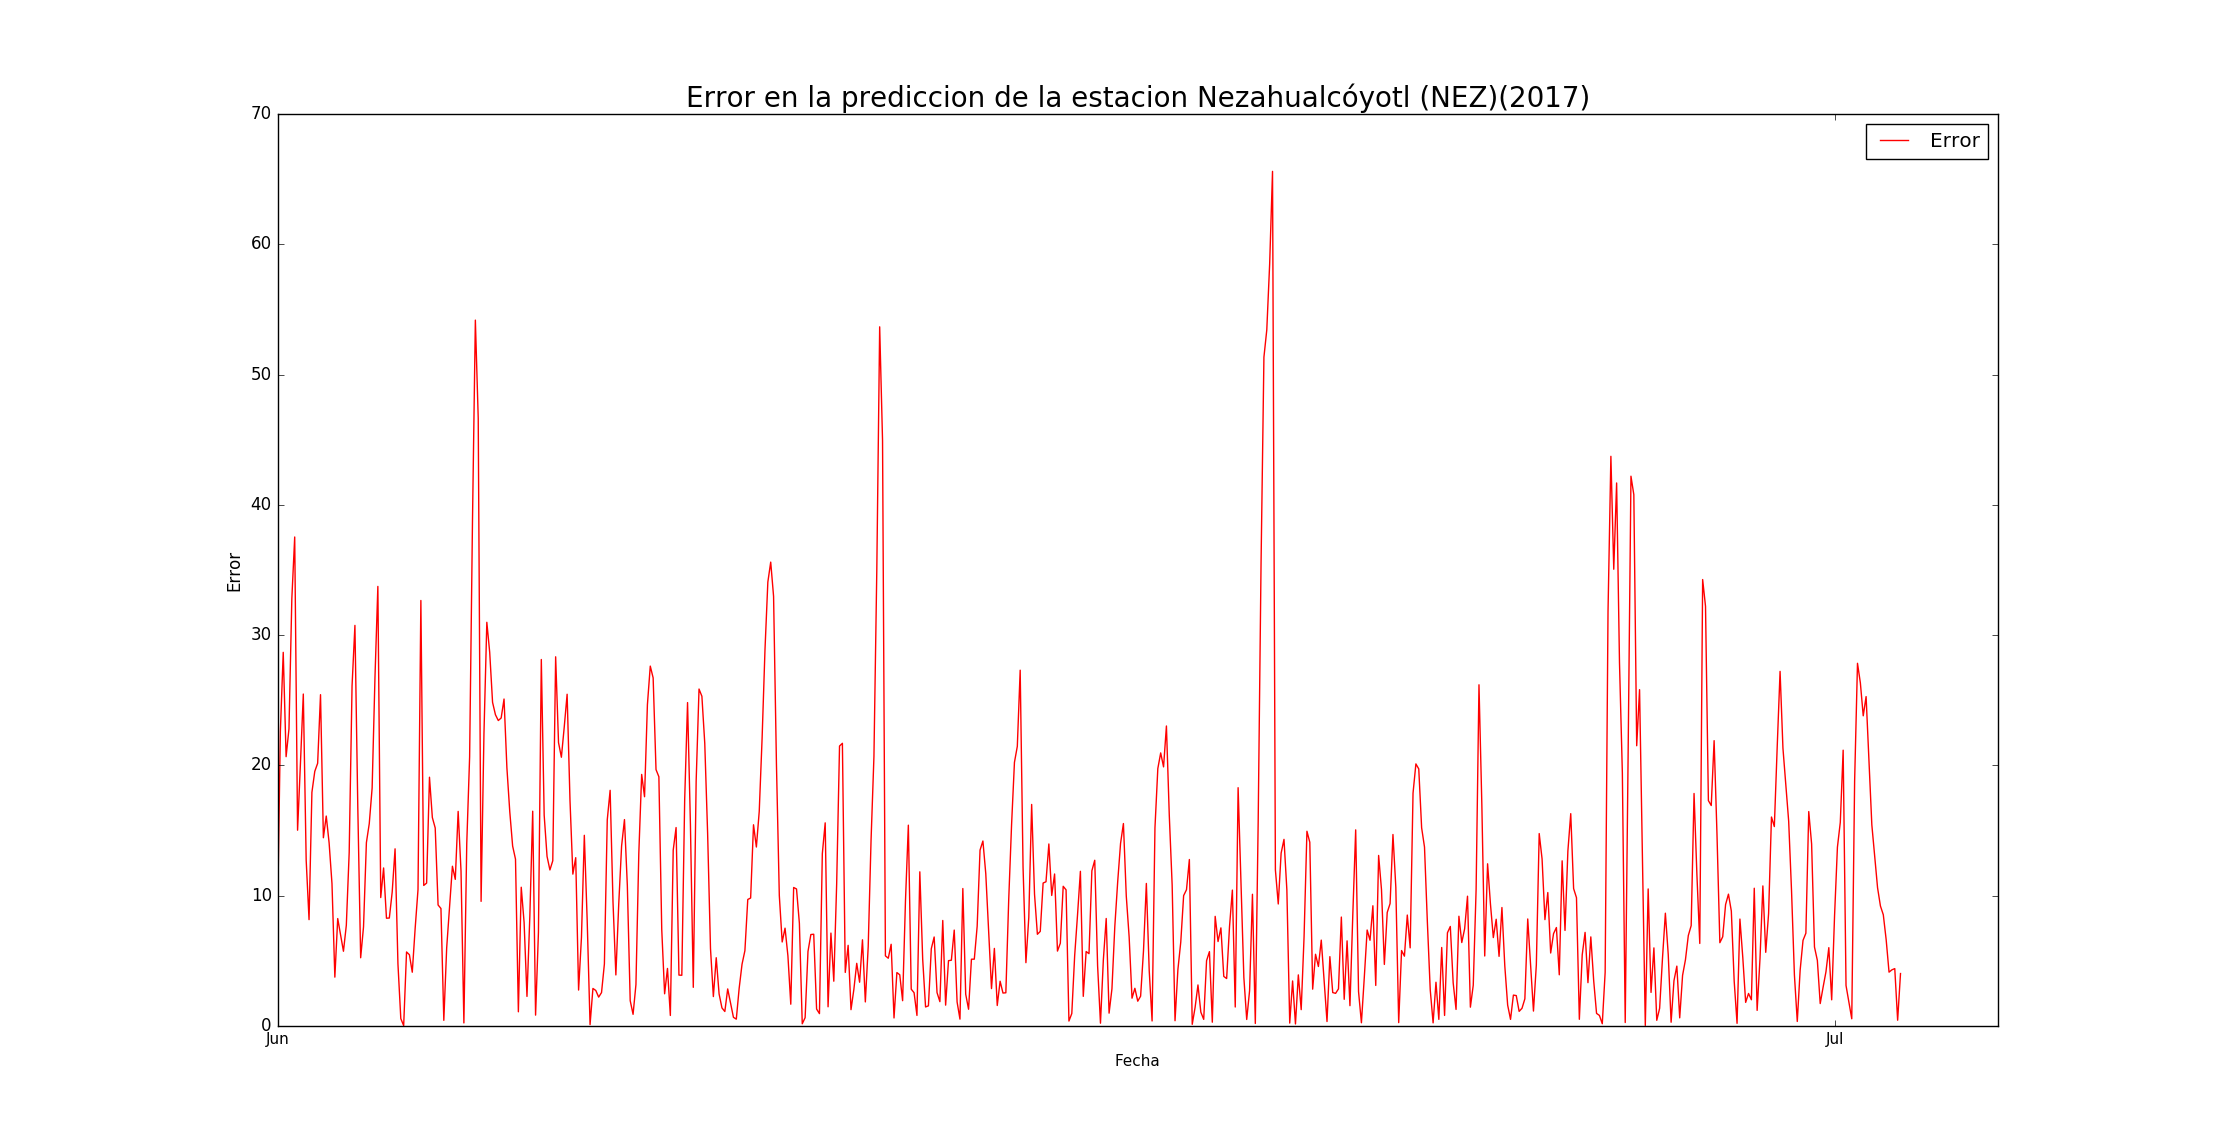 Error en la prediccion de la estacion Nezahualcóyotl (NEZ)(2017)
Error
70
60
50
40
30
20
10
0
Error
Jun
Jul
Fecha